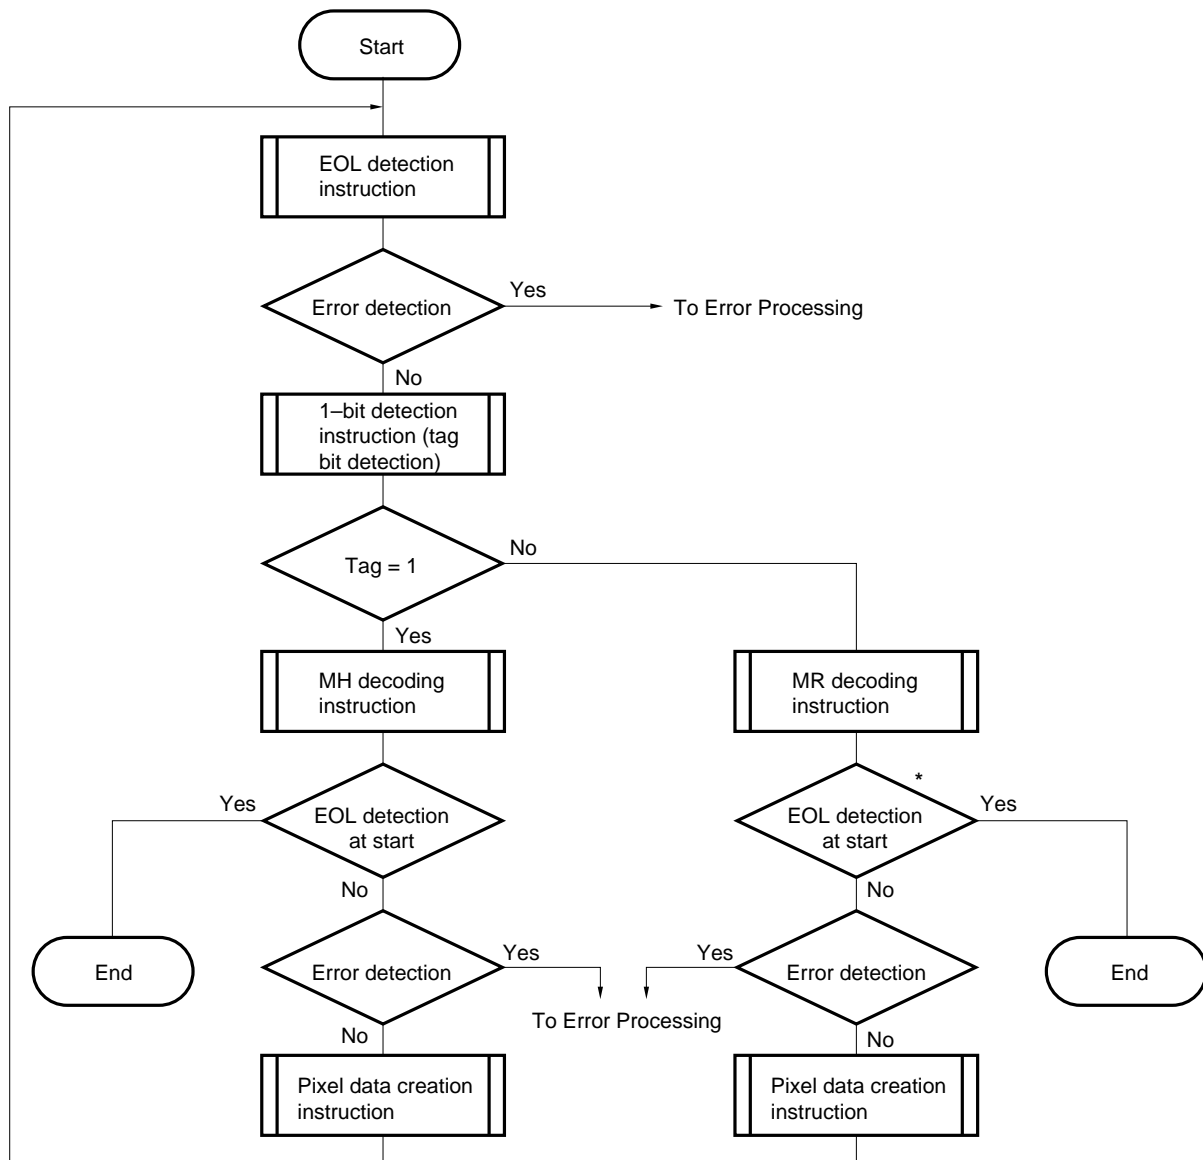 Start
EOL detection
instruction
Error detection
Yes
To Error Processing
No
1–bit detection
instruction (tag
bit detection)
Tag = 1
No
Yes
MH decoding
instruction
MR decoding
instruction
Yes
EOL detection
at start
No
*
EOL detection
at start
Yes
No
End
Error detection
Yes
To Error Processing
Yes
Error detection
End
No
No
Pixel data creation
instruction
Pixel data creation
instruction